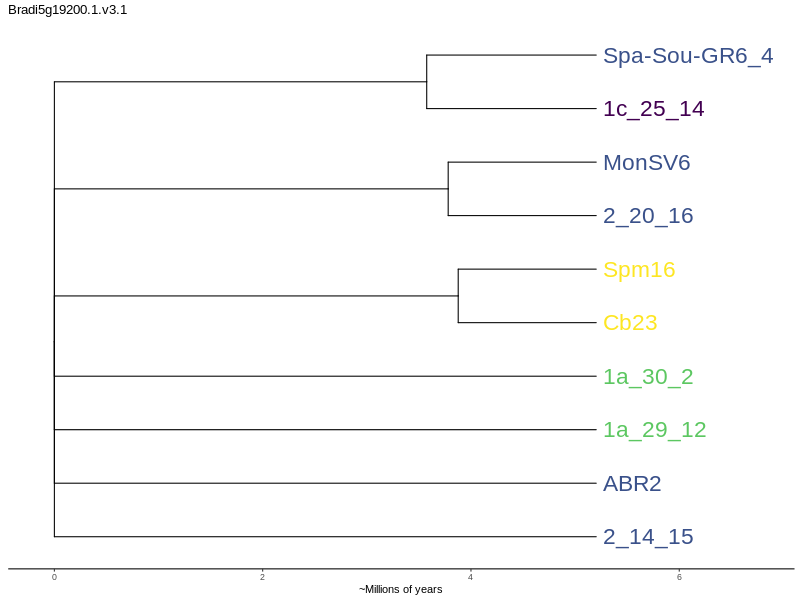 Bradi5g19200.1.v3.1
Spa-Sou-GR6_4
1c_25_14
MonSV6
2_20_16
Spm16
Cb23
1a_30_2
1a_29_12
ABR2
2_14_15
0 2 4 6
~Millions of years